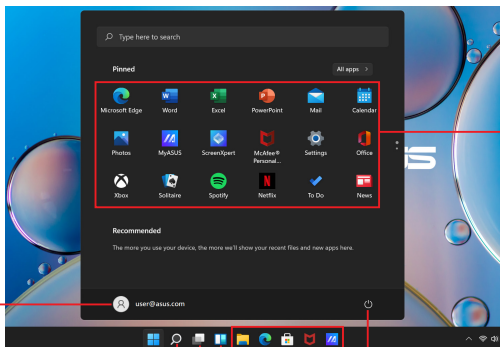 Type here to search
Pinned
All apps >
Microsoft Edge Word Excel PowerPoint Mail Calendar
Photos MyASUS ScreenXpert McAfee® Personal... Settings Office
Xbox Solitaire Spotify Netflix To Do News
Recommended
The more you use your device, the more we'll show your recent files and new apps here.
user@asus.com